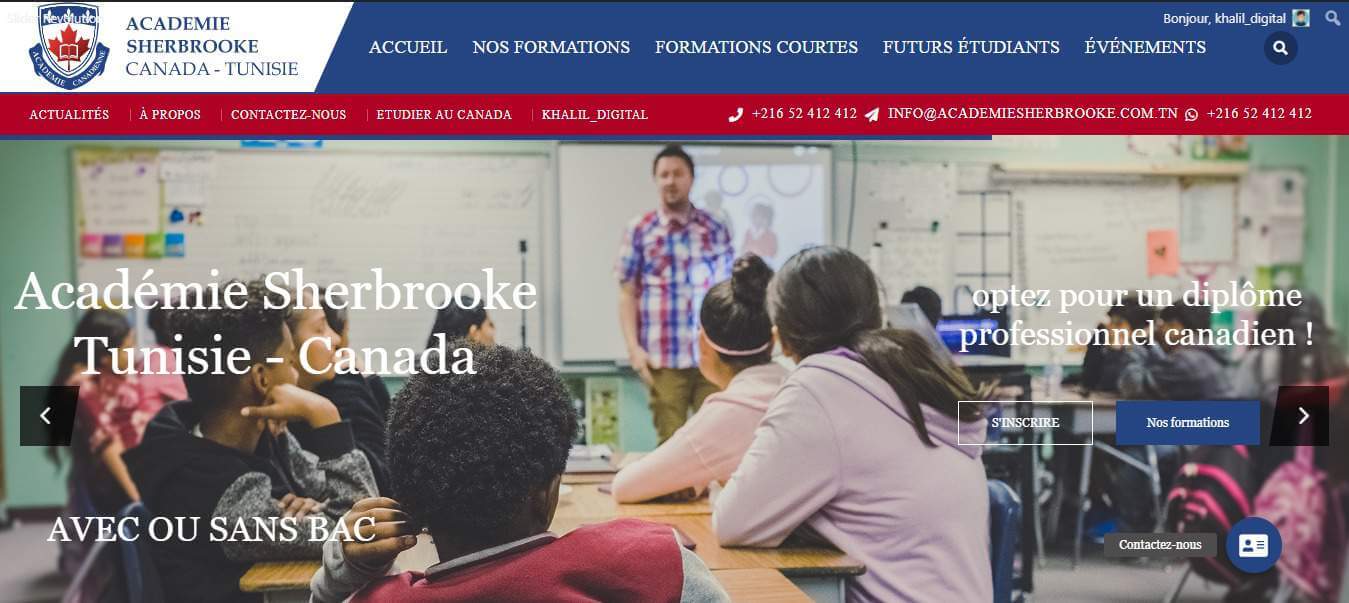 Slider Revolution
Bonjour, khalil_digital
ACADEMIE
SHERBROOKE
CANADA - TUNISIE
ACADEMIE CANADIENNE
ACCUEIL NOS FORMATIONS FORMATIONS COURTES FUTURS ÉTUDIANTS ÉVÉNEMENTS
ACTUALITÉS À PROPOS CONTACTEZ-NOUS ETUDIER AU CANADA KHALIL_DIGITAL +216 52 412 412 INFO@ACADEMIESHERBROOKE.COM.TN +216 52 412 412
Académie Sherbrooke
Tunisie - Canada
optez pour un diplôme
professionnel canadien !
S'INSCRIRE Nos formations
AVEC OU SANS BAC
Contactez-nous